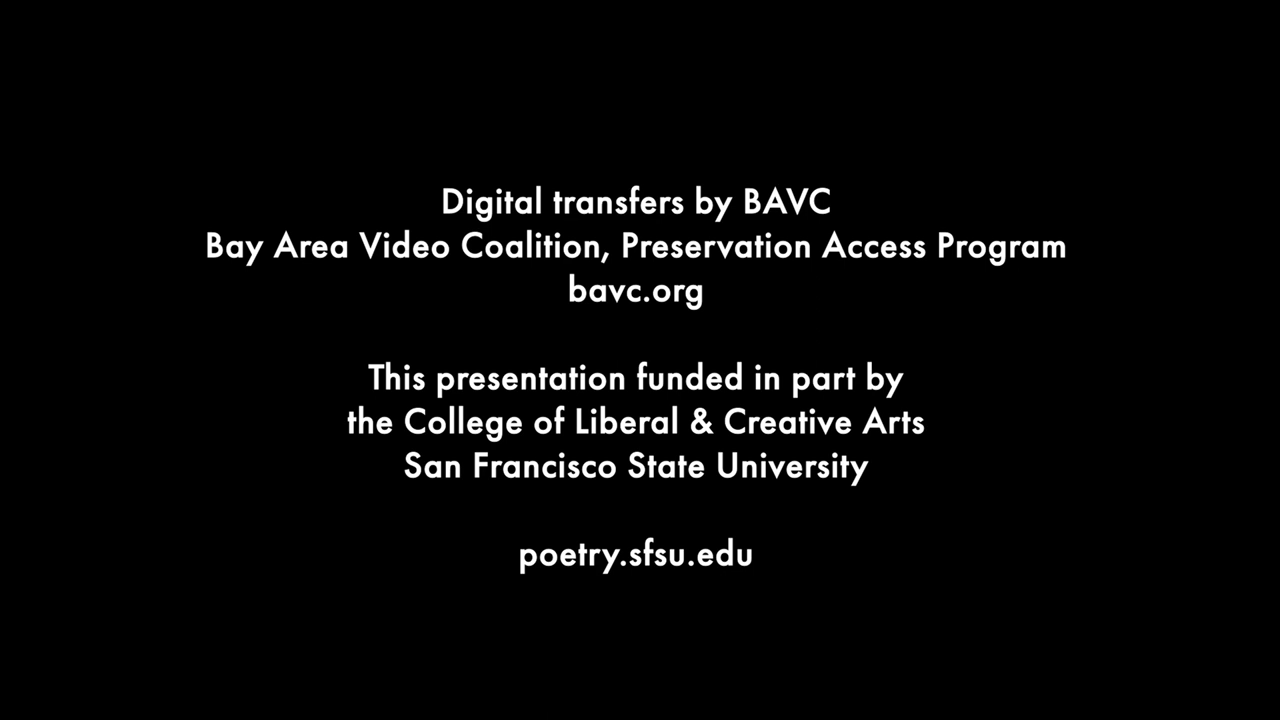 Digital transfers by BAVC
Bay Area Video Coalition, Preservation Access Program
bavc.org
This presentation funded in part by
the College of Liberal & Creative Arts
San Francisco State University
poetry.sfsu.edu